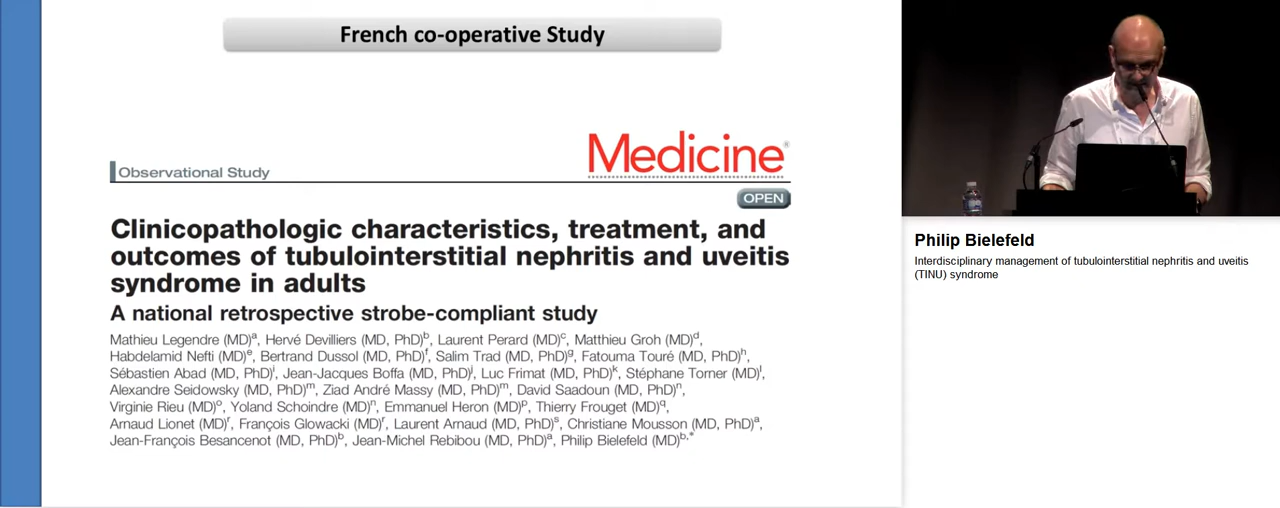 French co-operative Study
Observational Study
Medicine®
OPEN
Clinicopathologic characteristics, treatment, and
outcomes of tubulointerstitial nephritis and uveitis
syndrome in adults
A national retrospective strobe-compliant study
Mathieu Legendre (MD)a, Hervé Devilliers (MD, PhD)b, Laurent Perard (MD)c, Matthieu Groh (MD)d,
Habdelamid Nefti (MD)e, Bertrand Dussol (MD, PhD)f, Salim Trad (MD, PhD)g, Fatouma Touré (MD, PhD)h,
Sébastien Abad (MD, PhD)i, Jean-Jacques Boffa (MD, PhD)j, Luc Frimat (MD, PhD)k, Stéphane Torner (MD)l,
Alexandre Seidowsky (MD, PhD)m, Ziad André Massy (MD, PhD)m, David Saadoun (MD, PhD)n,
Virginie Rieu (MD)o, Yoland Schoindre (MD)n, Emmanuel Heron (MD)p, Thierry Frouget (MD)q,
Arnaud Lionet (MD)r, François Glowacki (MD)r, Laurent Arnaud (MD, PhD)s, Christiane Mousson (MD, PhD)a,
Jean-François Besancenot (MD, PhD)b, Jean-Michel Rebibou (MD, PhD)a, Philip Bielefeld (MD)b,*
Philip Bielefeld
Interdisciplinary management of tubulointerstitial nephritis and uveitis
(TINU) syndrome